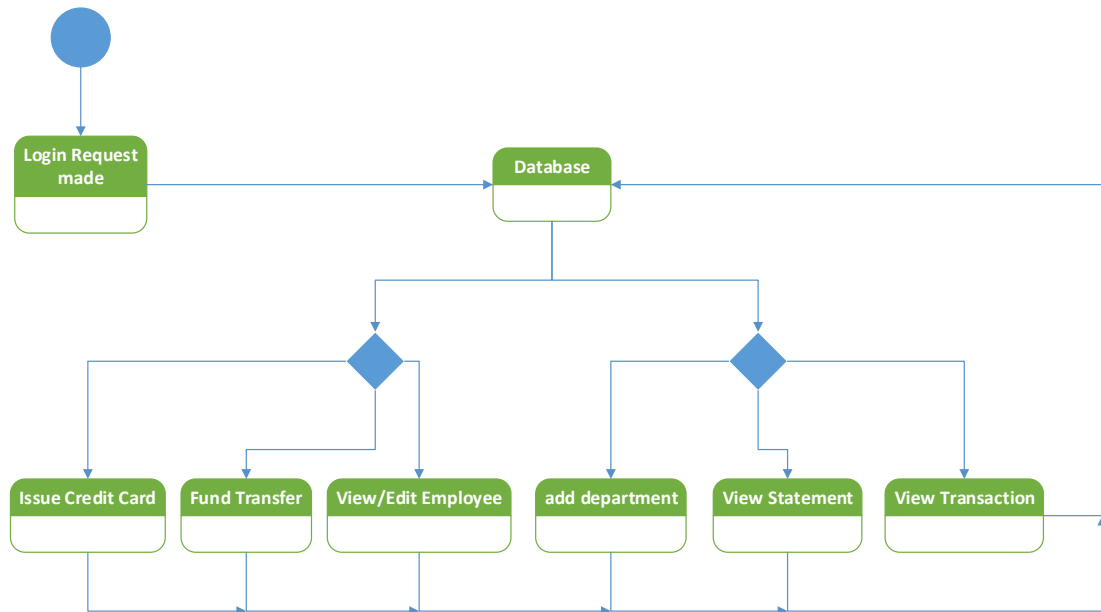 Login Request
made
Database
Issue Credit Card
Fund Transfer
View/Edit Employee
add department
View Statement
View Transaction